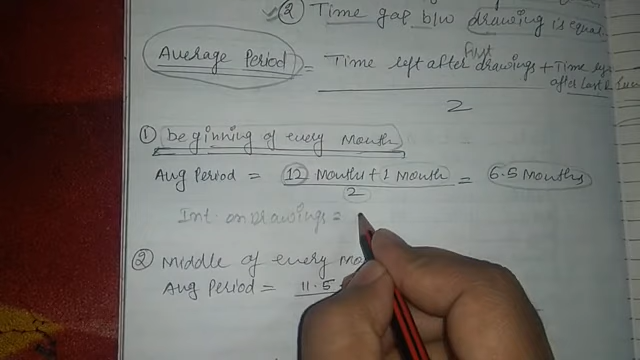 ② Time gap b/w drawing is equal
Average Period = Time left after first drawings + Time left after Last
2
① beginning of every Month
Avg Period = 12 Months + 1 Month = 6.5 Months
2
Int. on Drawings =
② Middle of every Mo
Avg Period = 11.5